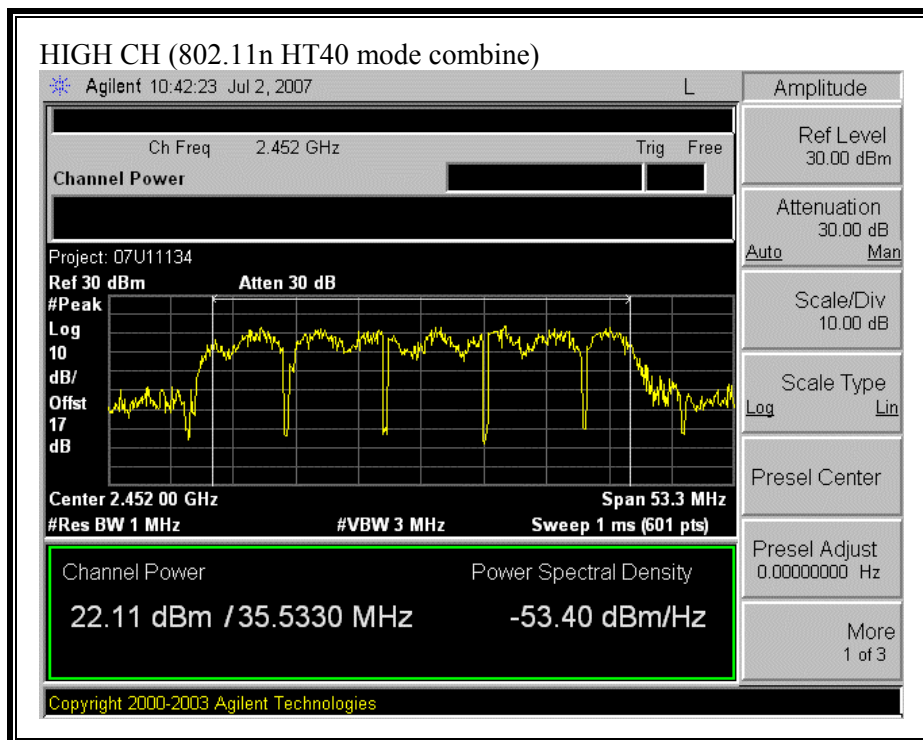 HIGH CH (802.11n HT40 mode combine)
Agilent 10:42:23 Jul 2, 2007 L
Ch Freq 2.452 GHz Trig Free
Channel Power
Project: 07U11134
Ref 30 dBm Atten 30 dB
#Peak
Log
10
dB/
Offst
17
dB
Center 2.452 00 GHz Span 53.3 MHz
#Res BW 1 MHz #VBW 3 MHz Sweep 1 ms (601 pts)
Channel Power Power Spectral Density
22.11 dBm / 35.5330 MHz -53.40 dBm/Hz
Copyright 2000-2003 Agilent Technologies
Amplitude
Ref Level
30.00 dBm
Attenuation
30.00 dB
Auto Man
Scale/Div
10.00 dB
Scale Type
Log Lin
Presel Center
Presel Adjust
0.00000000 Hz
More
1 of 3